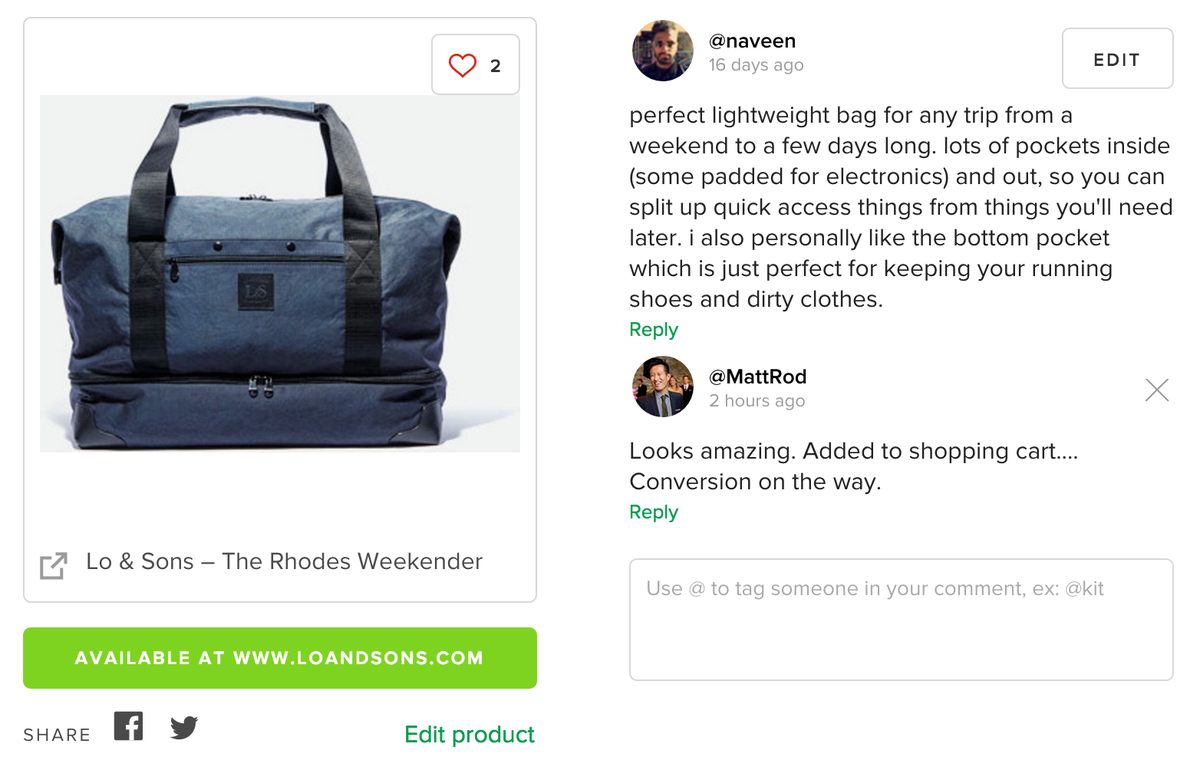 2
L&S
Lo & Sons – The Rhodes Weekender
AVAILABLE AT WWW.LOANDSONS.COM
SHARE
Edit product
@naveen
16 days ago
EDIT
perfect lightweight bag for any trip from a
weekend to a few days long. lots of pockets inside
(some padded for electronics) and out, so you can
split up quick access things from things you'll need
later. i also personally like the bottom pocket
which is just perfect for keeping your running
shoes and dirty clothes.
Reply
@MattRod
2 hours ago
Looks amazing. Added to shopping cart....
Conversion on the way.
Reply
Use @ to tag someone in your comment, ex: @kit